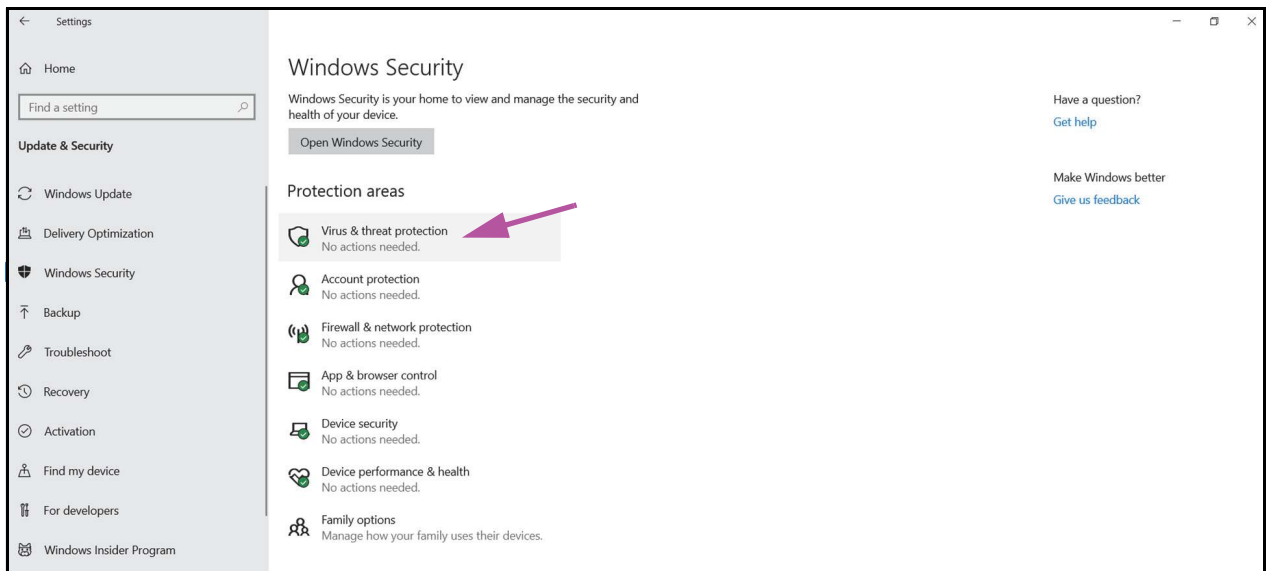 Settings
Home
Find a setting
Update & Security
Windows Update
Delivery Optimization
Windows Security
Backup
Troubleshoot
Recovery
Activation
Find my device
For developers
Windows Insider Program
Windows Security
Windows Security is your home to view and manage the security and
health of your device.
Open Windows Security
Protection areas
Virus & threat protection
No actions needed.
Account protection
No actions needed.
Firewall & network protection
No actions needed.
App & browser control
No actions needed.
Device security
No actions needed.
Device performance & health
No actions needed.
Family options
Manage how your family uses their devices.
Have a question?
Get help
Make Windows better
Give us feedback